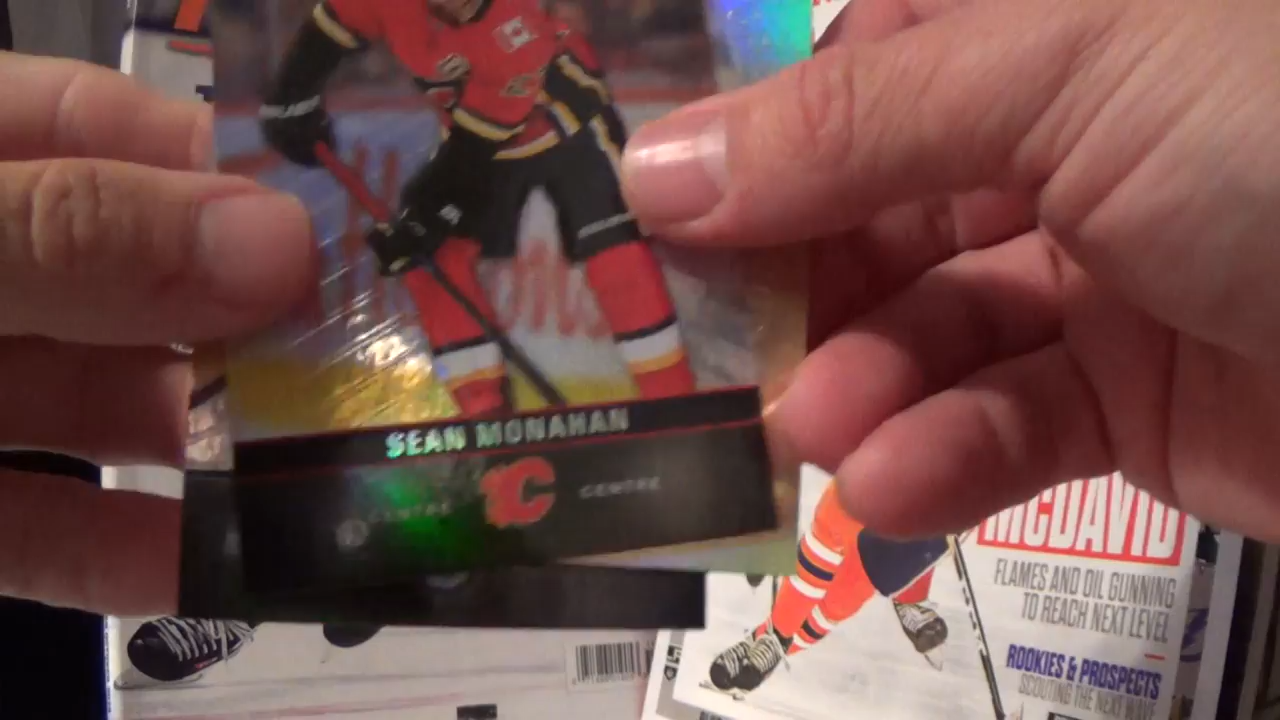 SEAN MONAHAN
C CENTRE
CENTRE
MCDAVID
FLAMES AND OIL GUNNING
TO REACH NEXT LEVEL
ROOKIES & PROSPECTS
SCOUTING THE NEXT WAVE